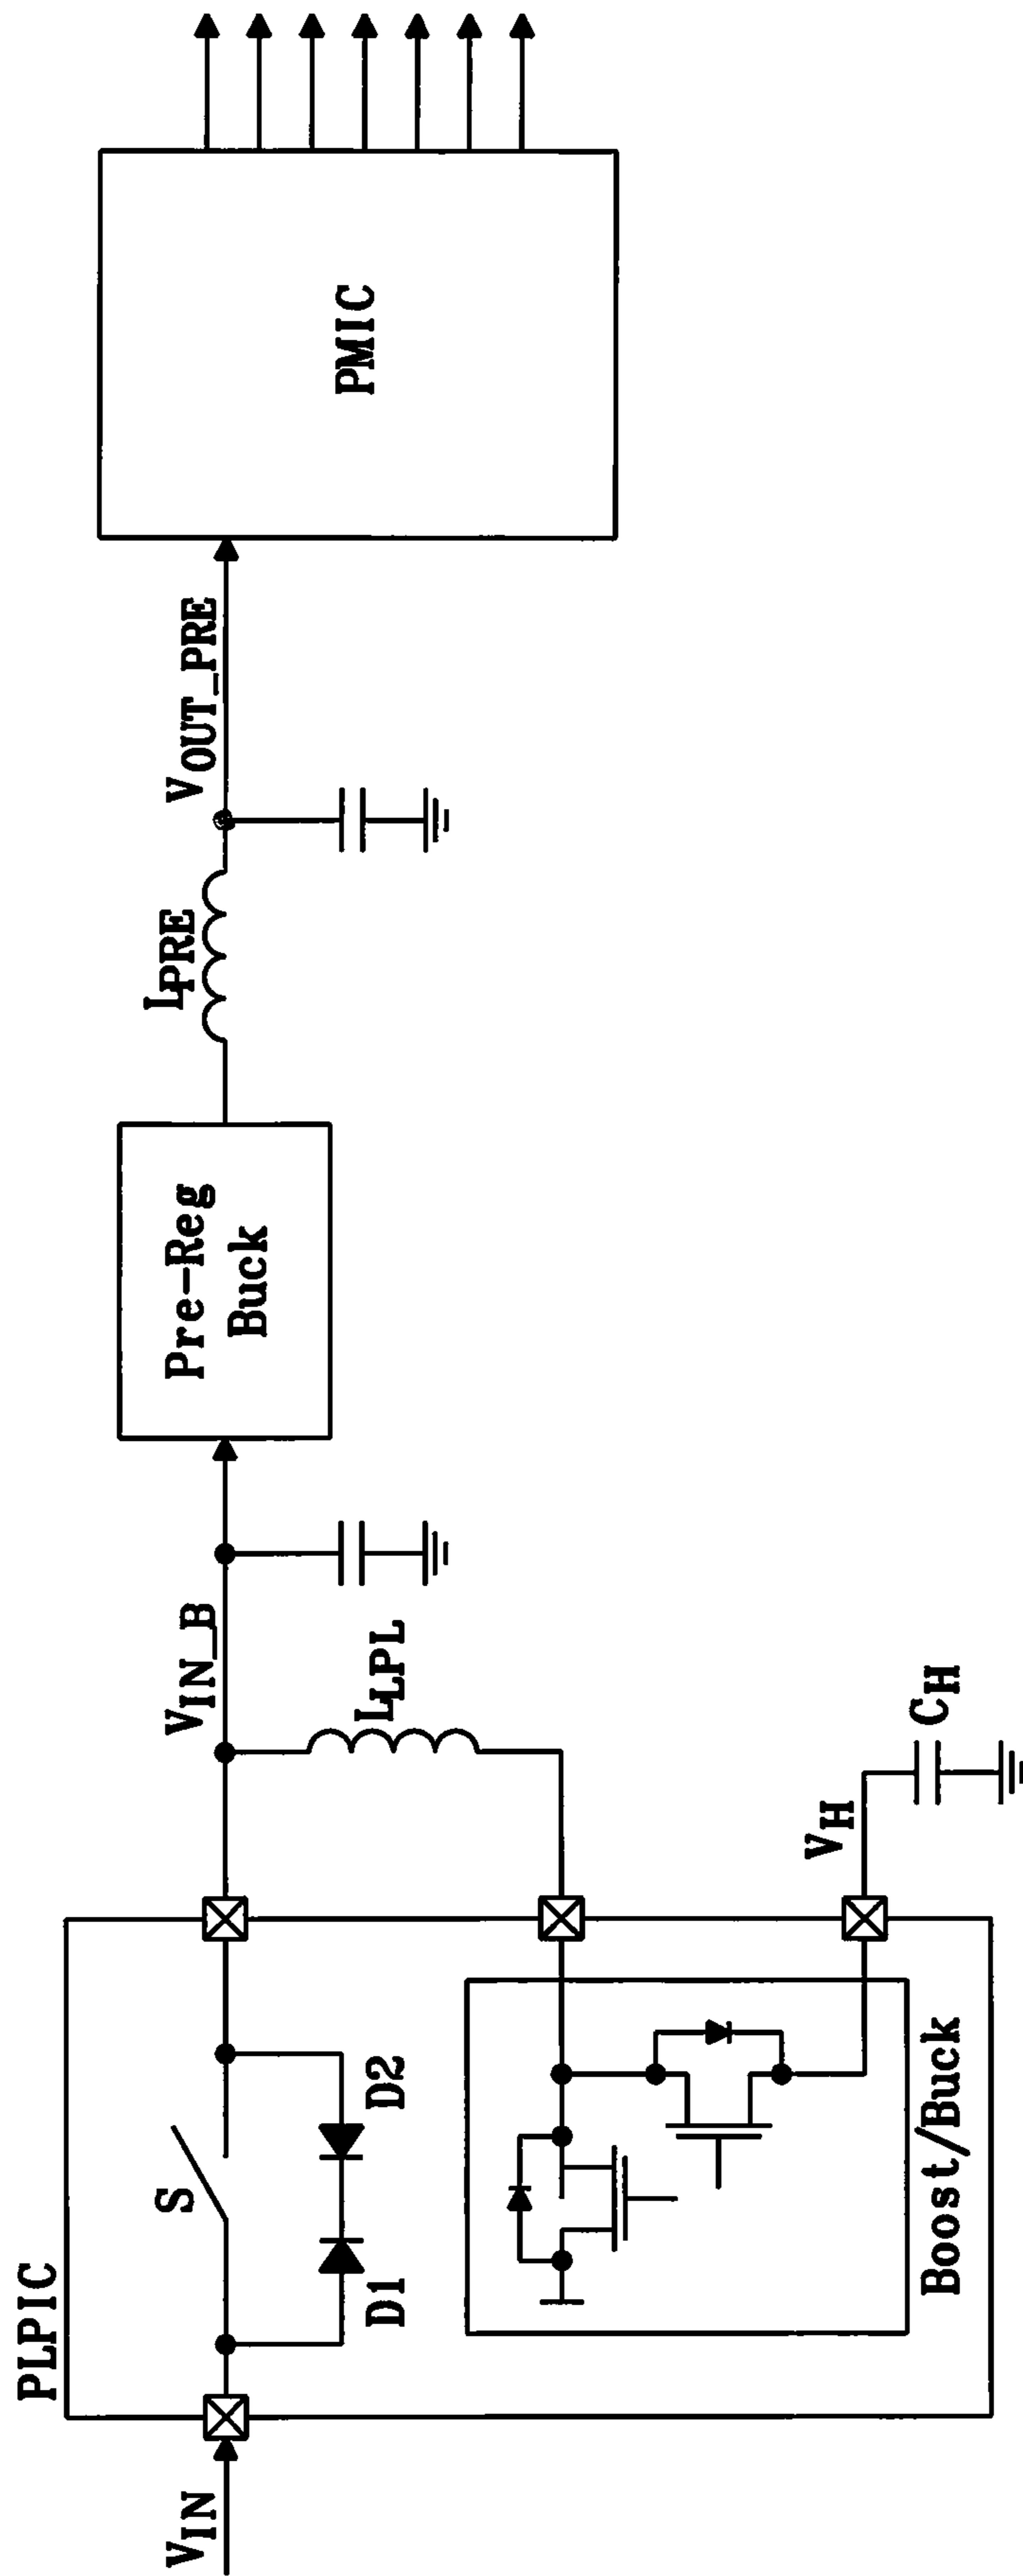 PLPIC
VIN
S
D1
D2
Boost/Buck
VIN_B
LLPL
VH
CH
Pre-Reg
Buck
LPRE
VOUT_PRE
PMIC